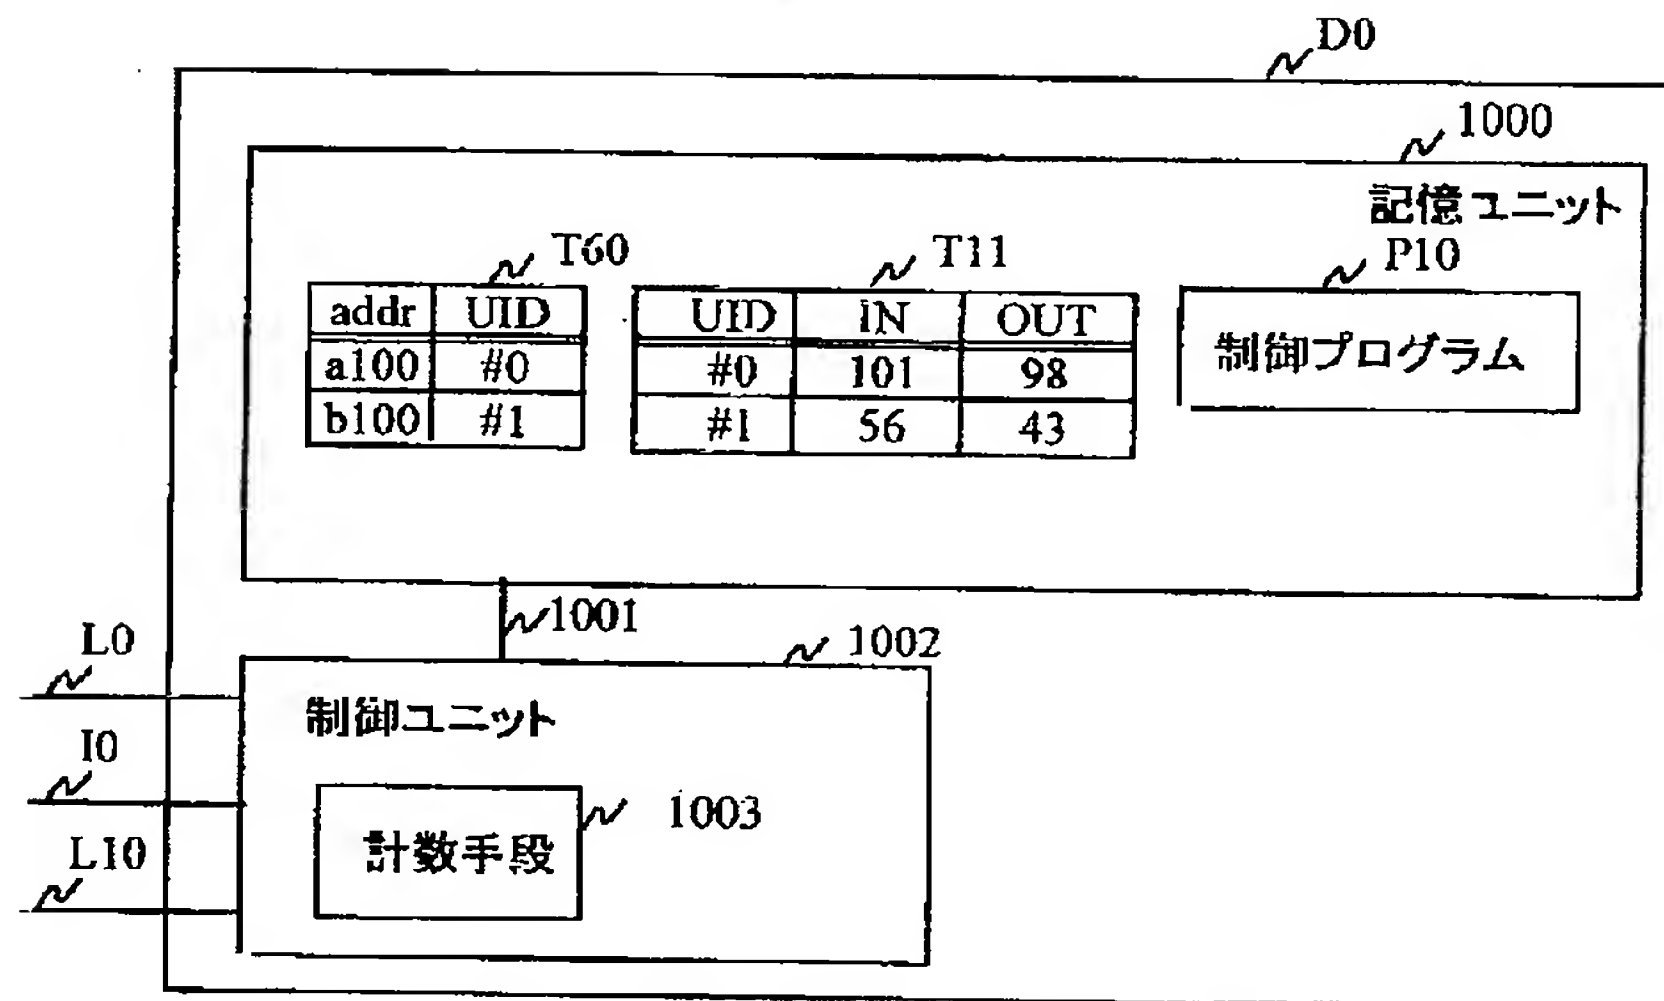 D0
1000
記憶ユニット
T60
T11
P10
addr UID
a100 #0
b100 #1
UID IN OUT
#0 101 98
#1 56 43
制御プログラム
1001
1002
L0
制御ユニット
I0
1003
計数手段
L10